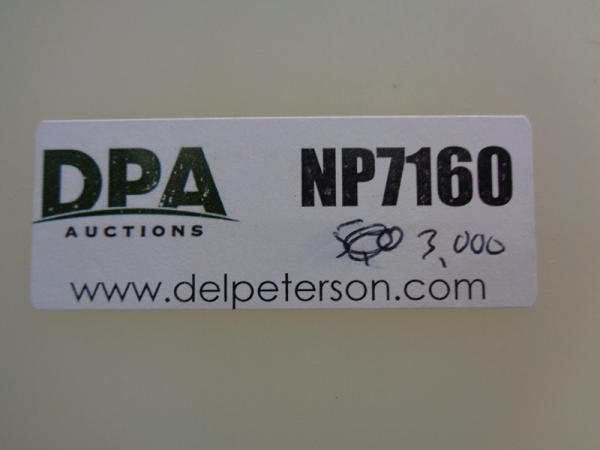 DPA
AUCTIONS
NP7160
3,000
www.delpeterson.com